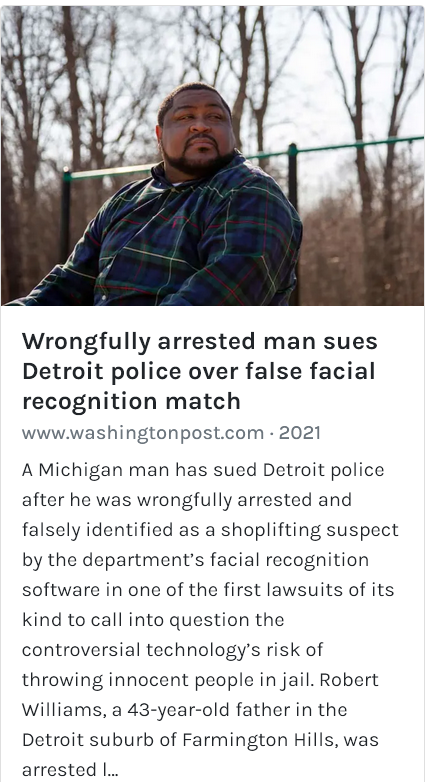 Wrongfully arrested man sues
Detroit police over false facial
recognition match
www.washingtonpost.com · 2021
A Michigan man has sued Detroit police
after he was wrongfully arrested and
falsely identified as a shoplifting suspect
by the department’s facial recognition
software in one of the first lawsuits of its
kind to call into question the
controversial technology’s risk of
throwing innocent people in jail. Robert
Williams, a 43-year-old father in the
Detroit suburb of Farmington Hills, was
arrested l…